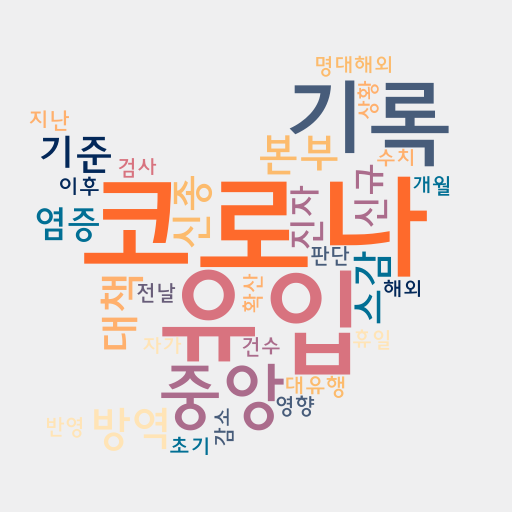 명대해외
기록
상황
지난
기준
본부
수치
검사
이후
개월
코로나
신종
진자
신규
염증
판단
스감
대책
전날
확산
해외
유입
자가
건수
휴일
중앙
대유행
영향
반영
방역
초기
감소